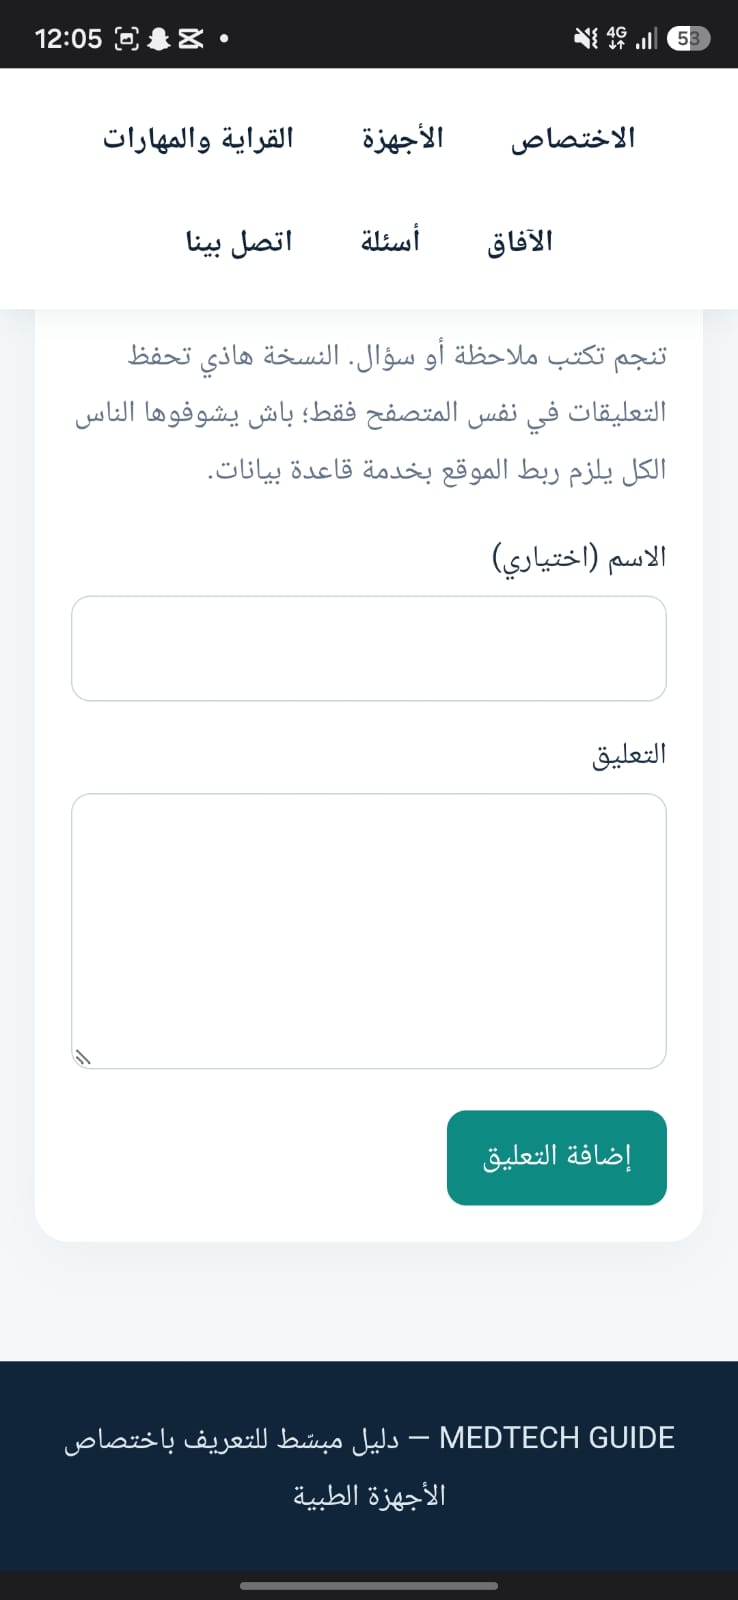 12:05
4G
53
الاختصاص الأجهزة القراية والمهارات
الآفاق أسئلة اتصل بينا
تنجم تكتب ملاحظة أو سؤال. النسخة هاذي تحفظ
التعليقات في نفس المتصفح فقط؛ باش يشوفوها الناس
الكل يلزم ربط الموقع بخدمة قاعدة بيانات.
الاسم (اختياري)
التعليق
إضافة التعليق
MEDTECH GUIDE — دليل مبسّط للتعريف باختصاص
الأجهزة الطبية